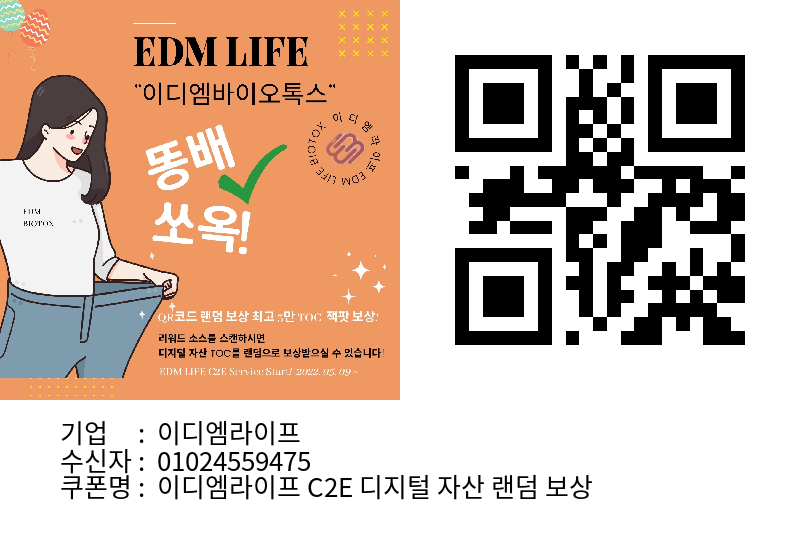 EDM LIFE
"이디엠바이오톡스"
이디엠라이프 EDM LIFE BIOTOX
똥배
쏘옥!
EDM
BIOTOX
QR코드 랜덤 보상 최고 5만 TOC 잭팟 보상!
리워드 소스를 스캔하시면
디지털 자산 TOC를 랜덤으로 보상받으실 수 있습니다!
EDM LIFE C2E Service Start! 2022. 05. 09 ~
기업 : 이디엠라이프
수신자 : 01024559475
쿠폰명 : 이디엠라이프 C2E 디지털 자산 랜덤 보상